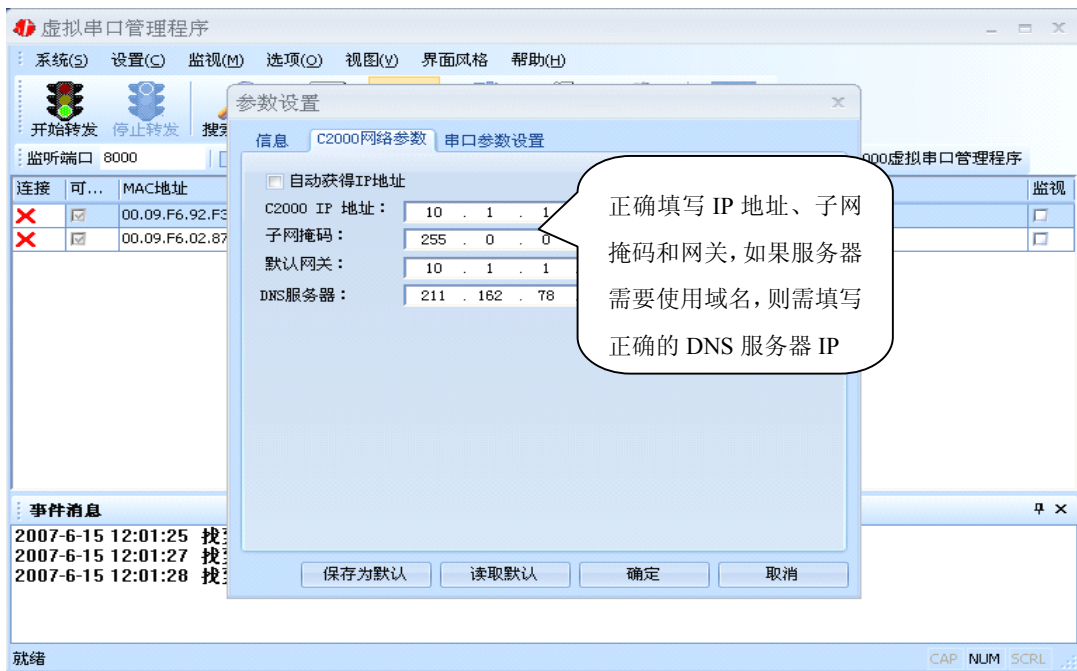 虚拟串口管理程序
系统(S) 设置(C) 监视(M) 选项(O) 视图(V) 界面风格 帮助(H)
开始转发 停止转发
监听端口 8000
000虚拟串口管理程序
连接 可... MAC地址 监视
00.09.F6.92.F3
00.09.F6.02.87
参数设置
信息 C2000网络参数 串口参数设置
自动获得IP地址
C2000 IP 地址： 10 . 1 . 1
子网掩码： 255 . 0 . 0
默认网关： 10 . 1 . 1
DNS服务器： 211 . 162 . 78
正确填写 IP 地址、子网
掩码和网关，如果服务器
需要使用域名，则需填写
正确的 DNS 服务器 IP
保存为默认 读取默认 确定 取消
事件消息
2007-6-15 12:01:25
2007-6-15 12:01:27
2007-6-15 12:01:28
就绪 CAP NUM SCRL